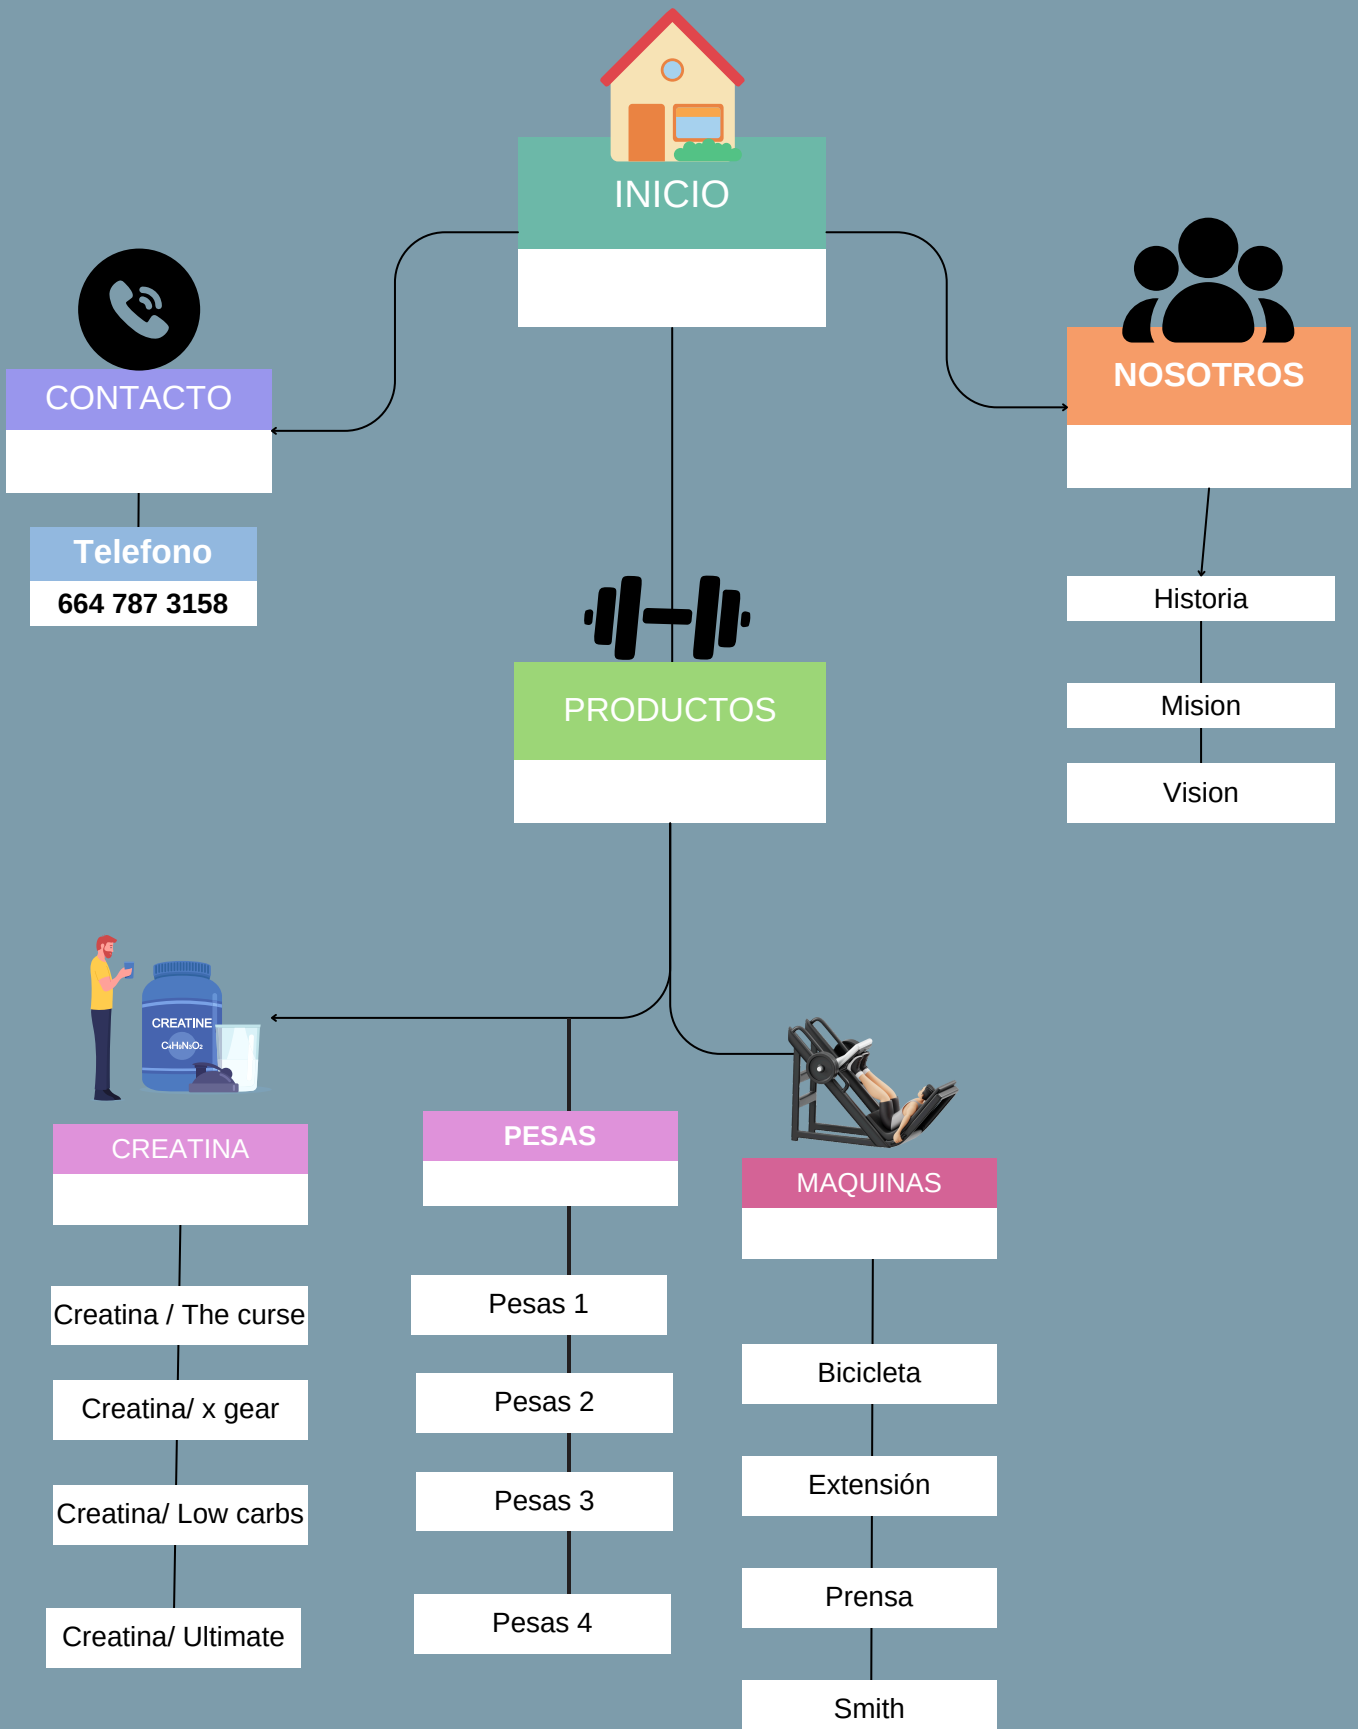 INICIO
CONTACTO
NOSOTROS
Telefono
664 787 3158
Historia
Mision
Vision
PRODUCTOS
CREATINE
C₄H₉N₃O₂
CREATINA
Creatina / The curse
Creatina/ x gear
Creatina/ Low carbs
Creatina/ Ultimate
PESAS
Pesas 1
Pesas 2
Pesas 3
Pesas 4
MAQUINAS
Bicicleta
Extensión
Prensa
Smith